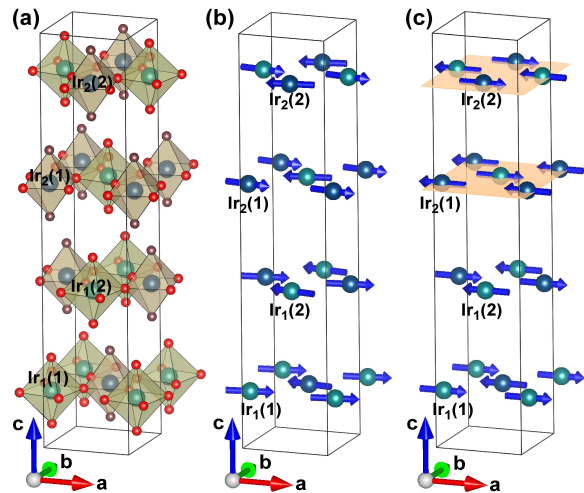 (a)
Ir2(2)
Ir2(1)
Ir1(2)
Ir1(1)
c
b
a
(b)
Ir2(2)
Ir2(1)
Ir1(2)
Ir1(1)
c
b
a
(c)
Ir2(2)
Ir2(1)
Ir1(2)
Ir1(1)
c
b
a